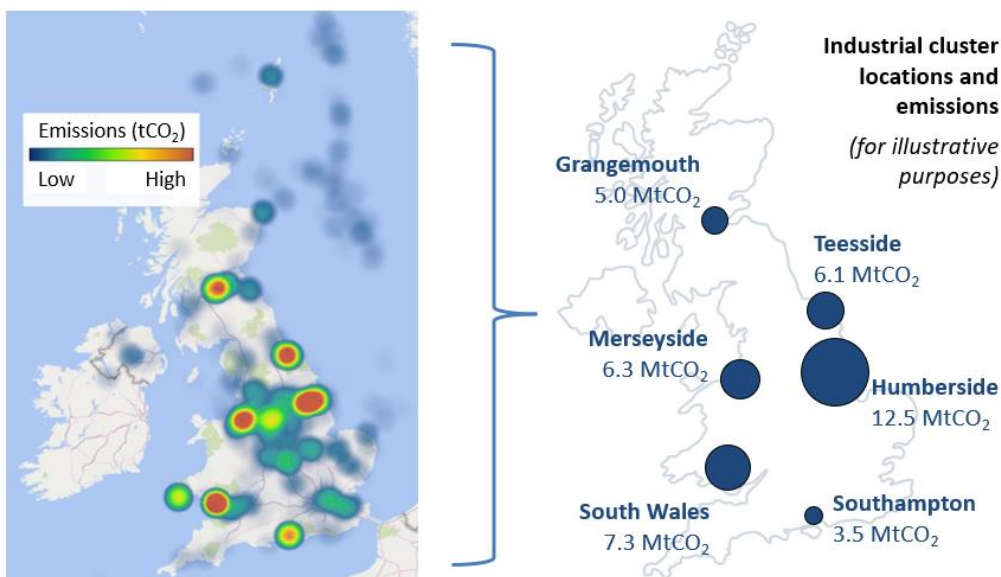 Emissions (tCO₂)
Low High
Industrial cluster
locations and
emissions
(for illustrative
purposes)
Grangemouth
5.0 MtCO₂
Teesside
6.1 MtCO₂
Merseyside
6.3 MtCO₂
Humberside
12.5 MtCO₂
South Wales
7.3 MtCO₂
Southampton
3.5 MtCO₂